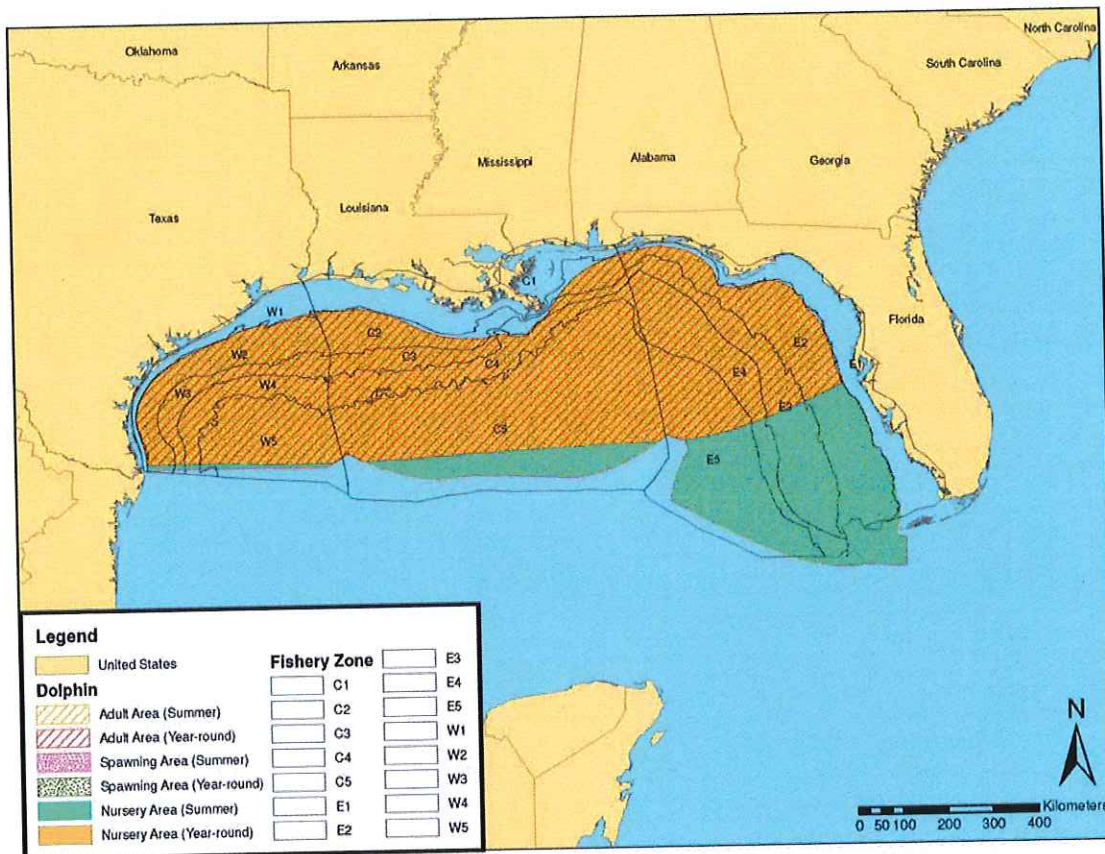 North Carolina
Oklahoma
Arkansas
South Carolina
Mississippi
Alabama
Georgia
Texas
Louisiana
Florida
C1
W1
C2
W2
C3
C4
W4
W3
E2
E4
E3
C5
W5
E5
Legend
United States
Dolphin
Adult Area (Summer)
Adult Area (Year-round)
Spawning Area (Summer)
Spawning Area (Year-round)
Nursery Area (Summer)
Nursery Area (Year-round)
Fishery Zone
C1
C2
C3
C4
C5
E1
E2
E3
E4
E5
W1
W2
W3
W4
W5
N
Kilometers
0 50 100 200 300 400